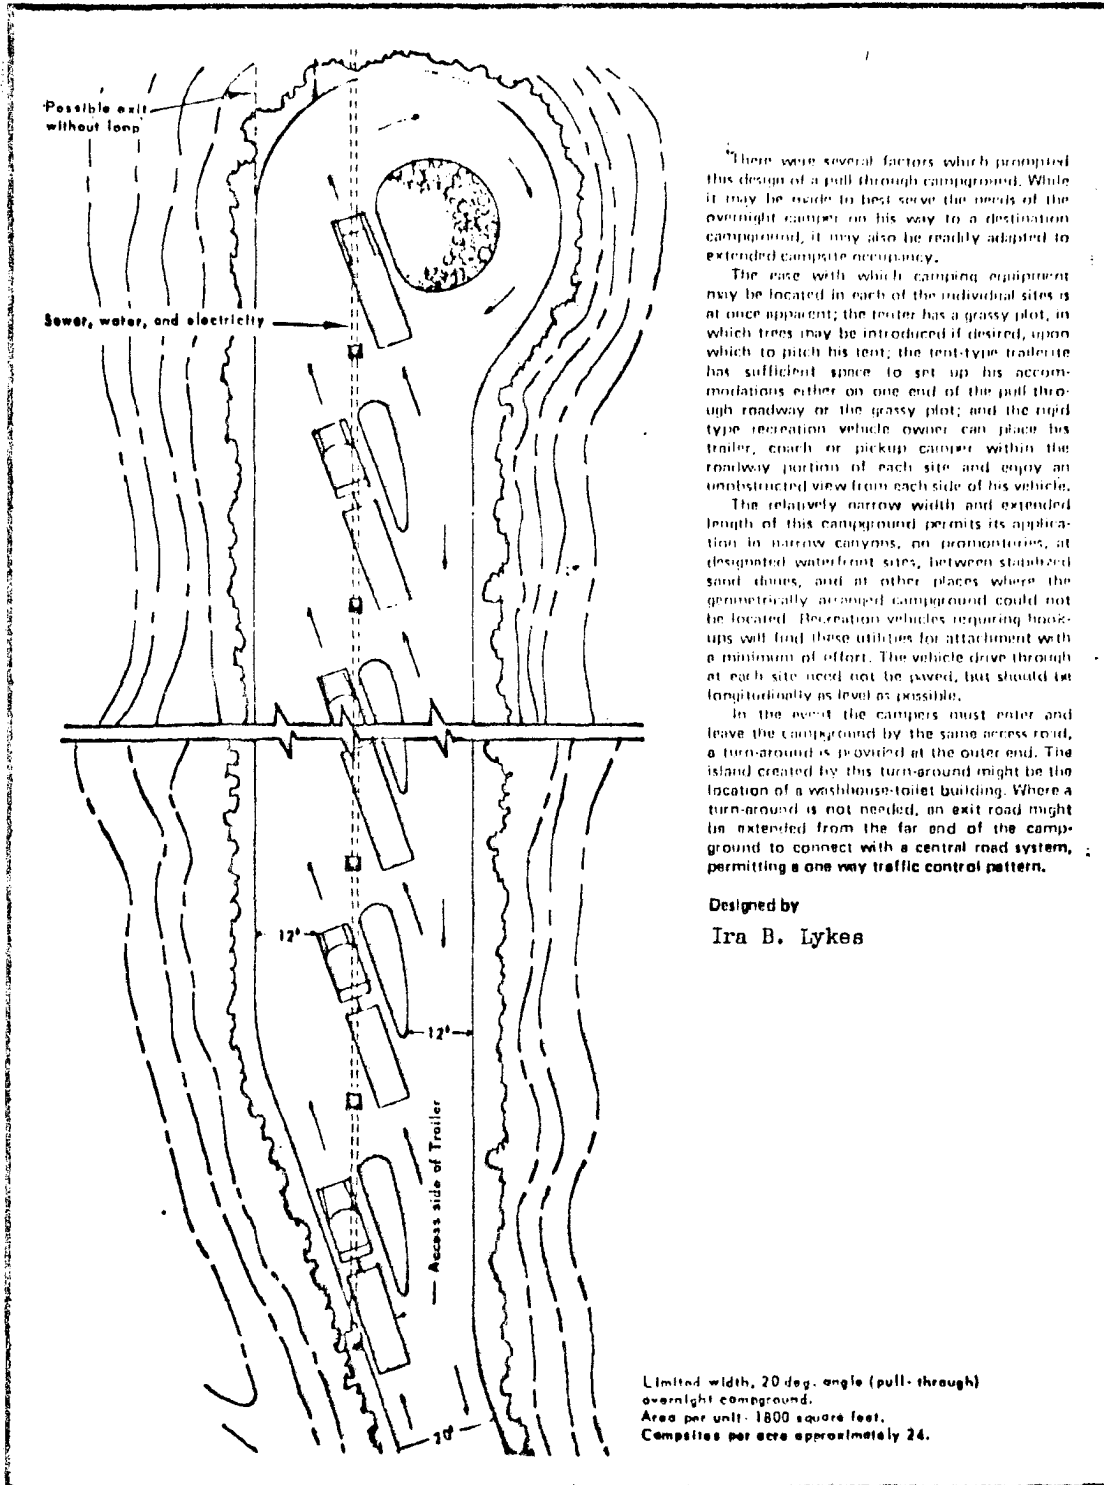 Possible exit
without loop
Sewer, water, and electricity
12'
12'
Access side of Trailer
20'
"There were several factors which prompted
this design of a pull through campground. While
it may be made to best serve the needs of the
overnight camper on his way to a destination
campground, it may also be readily adapted to
extended campsite occupancy.
The ease with which camping equipment
may be located in each of the individual sites is
at once apparent; the tenter has a grassy plot, in
which trees may be introduced if desired, upon
which to pitch his tent; the tent-type trailerite
has sufficient space to set up his accom-
modations either on one end of the pull thro-
ugh roadway or the grassy plot; and the rigid
type recreation vehicle owner can place his
trailer, coach or pickup camper within the
roadway portion of each site and enjoy an
unobstructed view from each side of his vehicle.
The relatively narrow width and extended
length of this campground permits its applica-
tion in narrow canyons, on promontories, at
designated waterfront sites, between stabilized
sand dunes, and at other places where the
geometrically arranged campground could not
be located. Recreation vehicles requiring hook-
ups will find these utilities for attachment with
a minimum of effort. The vehicle drive through
at each site need not be paved, but should be
longitudinally as level as possible.
In the event the campers must enter and
leave the campground by the same access road,
a turn-around is provided at the outer end. The
island created by this turn-around might be the
location of a washhouse-toilet building. Where a
turn-around is not needed, an exit road might
be extended from the far end of the camp-
ground to connect with a central road system,
permitting a one way traffic control pattern.
Designed by
Ira B. Lykes
Limited width, 20 deg. angle (pull-through)
overnight campground.
Area per unit- 1800 square feet.
Campsites per acre approximately 24.